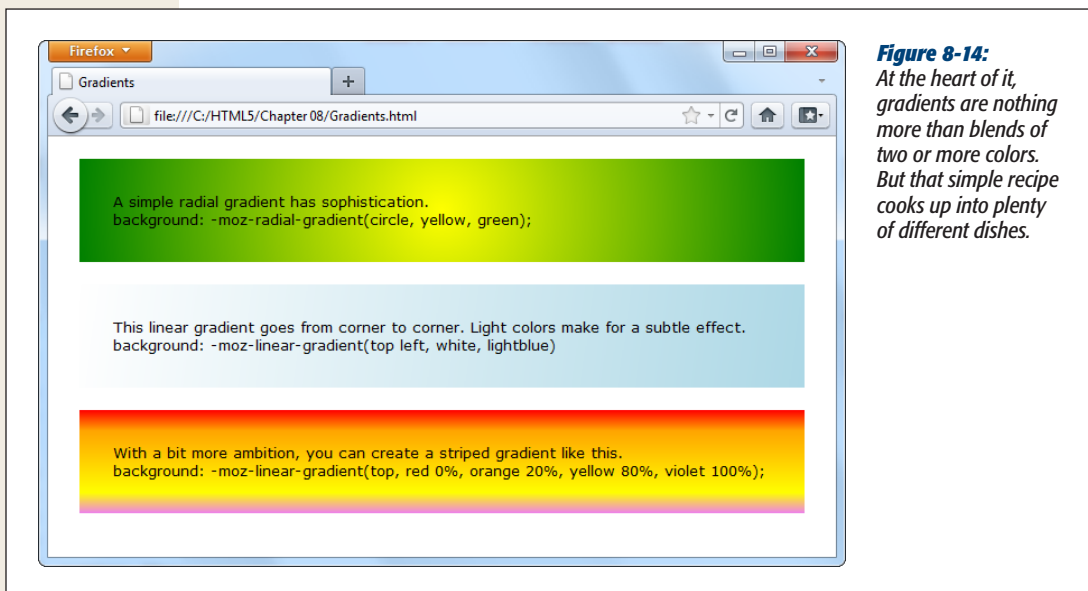 Firefox
Gradients
file:///C:/HTML5/Chapter 08/Gradients.html
A simple radial gradient has sophistication.
background: -moz-radial-gradient(circle, yellow, green);
This linear gradient goes from corner to corner. Light colors make for a subtle effect.
background: -moz-linear-gradient(top left, white, lightblue)
With a bit more ambition, you can create a striped gradient like this.
background: -moz-linear-gradient(top, red 0%, orange 20%, yellow 80%, violet 100%);
Figure 8-14:
At the heart of it,
gradients are nothing
more than blends of
two or more colors.
But that simple recipe
cooks up into plenty
of different dishes.